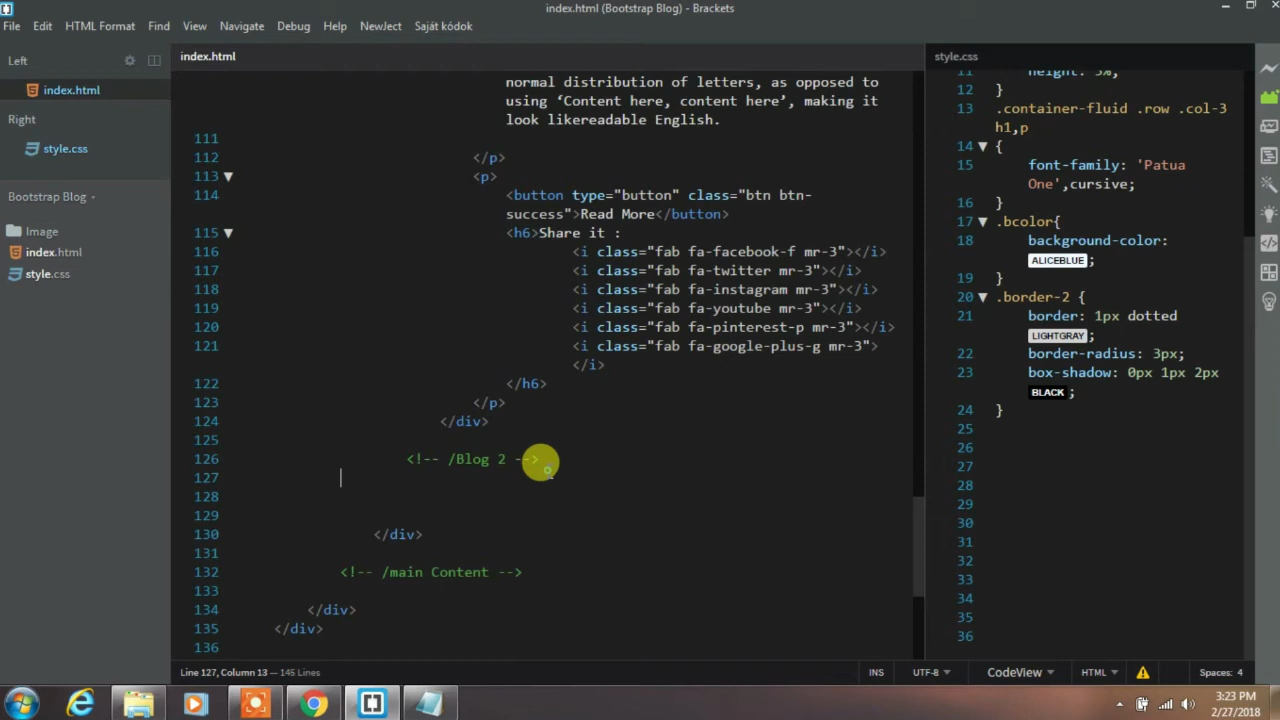 index.html (Bootstrap Blog) - Brackets
File Edit HTML Format Find View Navigate Debug Help NewJect Saját kódok
Left
index.html
Right
style.css
Bootstrap Blog
Image
index.html
style.css
index.html
normal distribution of letters, as opposed to
using ‘Content here, content here’, making it
look likereadable English.
111
112 </p>
113 <p>
114 <button type="button" class="btn btn-
success">Read More</button>
115 <h6>Share it :
116 <i class="fab fa-facebook-f mr-3"></i>
117 <i class="fab fa-twitter mr-3"></i>
118 <i class="fab fa-instagram mr-3"></i>
119 <i class="fab fa-youtube mr-3"></i>
120 <i class="fab fa-pinterest-p mr-3"></i>
121 <i class="fab fa-google-plus-g mr-3">
</i>
122 </h6>
123 </p>
124 </div>
125
126 <!-- /Blog 2 -->
127
128
129
130 </div>
131
132 <!-- /main Content -->
133
134 </div>
135 </div>
136
style.css
11 height: 5%;
12 }
13 .container-fluid .row .col-3
h1,p
14 {
15 font-family: 'Patua
One',cursive;
16 }
17 .bcolor{
18 background-color:
ALICEBLUE ;
19 }
20 .border-2 {
21 border: 1px dotted
LIGHTGRAY ;
22 border-radius: 3px;
23 box-shadow: 0px 1px 2px
BLACK ;
24 }
25
26
27
28
29
30
31
32
33
34
35
36
Line 127, Column 13 — 145 Lines
INS UTF-8 CodeView HTML Spaces: 4
3:23 PM
2/27/2018